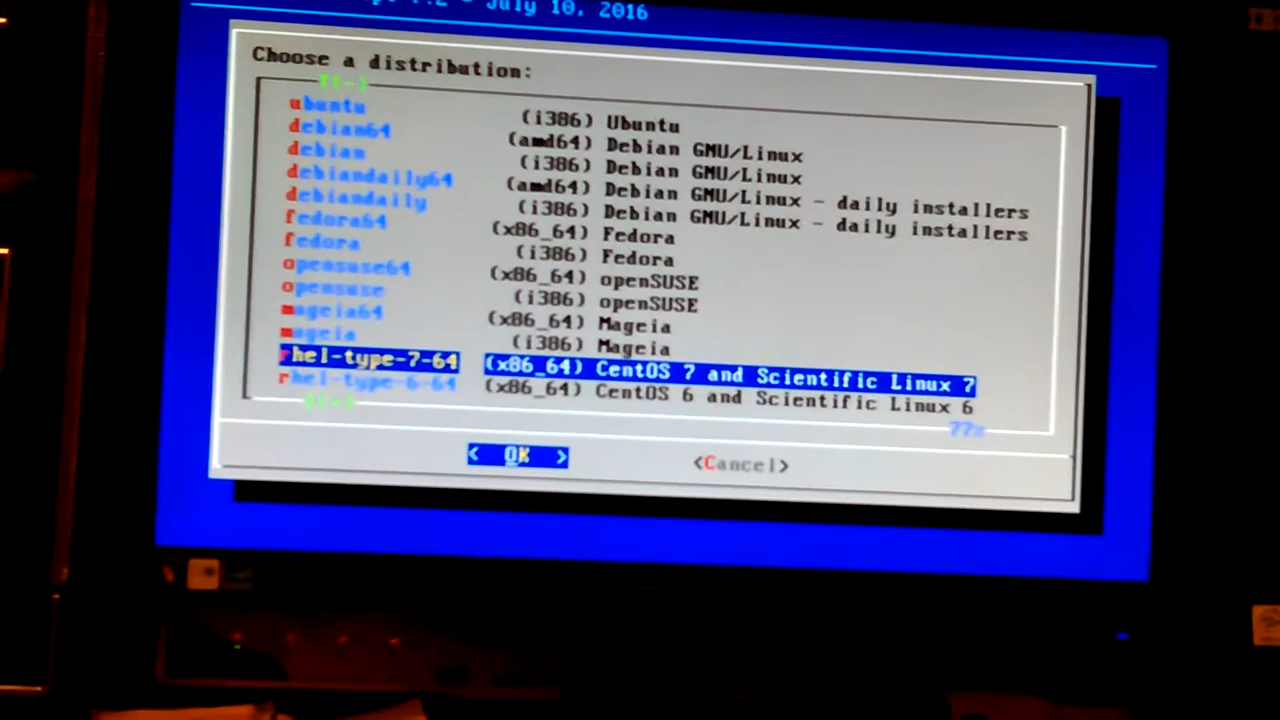 July 10, 2016
Choose a distribution:
(-)
ubuntu (i386) Ubuntu
debian64 (amd64) Debian GNU/Linux
debian (i386) Debian GNU/Linux
debiandaily64 (amd64) Debian GNU/Linux - daily installers
debiandaily (i386) Debian GNU/Linux - daily installers
fedora64 (x86_64) Fedora
fedora (i386) Fedora
opensuse64 (x86_64) openSUSE
opensuse (i386) openSUSE
mageia64 (x86_64) Mageia
mageia (i386) Mageia
rhel-type-7-64 (x86_64) CentOS 7 and Scientific Linux 7
rhel-type-6-64 (x86_64) CentOS 6 and Scientific Linux 6
(+)
77%
< OK > <Cancel>